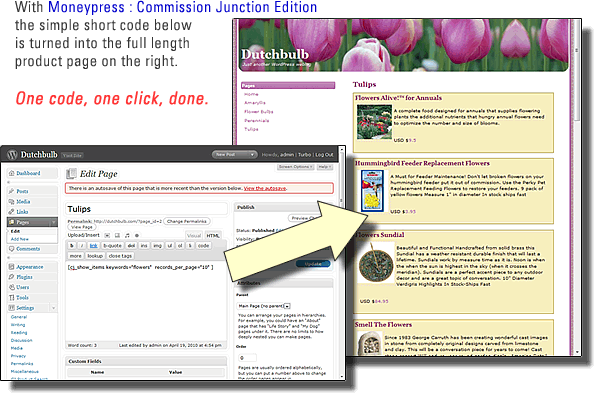 With Moneypress : Commission Junction Edition
the simple short code below
is turned into the full length
product page on the right.
One code, one click, done.
Dutchbulb
Just another WordPress weblog
Pages
Home
Amaryllis
Flower Bulbs
Perennials
Tulips
Tulips
Flowers Alive!™ for Annuals
A complete food designed for annuals that supplies flowering
plants the additional nutrients that hungry annual flowers need
to optimize the number and size of blooms.
USD $9.5
Hummingbird Feeder Replacement Flowers
A Must for Feeder Maintenance! Don't let broken flowers on your
hummingbird feeder put it out of commission. Use the Perky Pet
Replacement Feeding Flowers to restore your feeders, 9 pack of
yellow flowers Measure 1" in diameter In stock ships fast
USD $3.95
Flowers Sundial
Beautiful and Functional Handcrafted from solid brass this
Sundial has a weather resistant durable finish that will last a
lifetime. Sundials work by measure time as it is. Noon is when
the when the sun is highest in the sky (when it crosses the
meridian). Sundials are a perfect accent piece to any outdoor
decor and are a great topic of conversation. 10" Diameter
Verdigris Highlights In Stock-Ships Fast
USD $84.95
Smell The Flowers
Since 1983 George Carruth has been creating wonderful cast images
in stone from completely original designs carved from limestone
and clay. This will be a conversation piece for years to come! Cast
Dutchbulb
Visit Site
New Post
Howdy, admin | Turbo | Log Out
Screen Options
Help
Dashboard
Posts
Media
Links
Pages
Edit
Add New
Comments
Appearance
Plugins
Users
Tools
Settings
General
Writing
Reading
Discussion
Media
Privacy
Permalinks
Miscellaneous
Edit Page
There is an autosave of this page that is more recent than the version below. View the autosave.
Tulips
Permalink: http://dutchbulb.com/?page_id=2
Change Permalinks
View Page
Upload/Insert
Visual
HTML
b
i
link
b-quote
del
ins
img
ul
ol
li
code
more
lookup
close tags
[cj_show_items keywords="flowers" records_per_page="10" ]
Word count: 3
Last edited by admin on April 19, 2010 at 4:54 pm
Custom Fields
Name
Value
Publish
Status: Published
Update
Attributes
Parent
Main Page (no parent)
You can arrange your pages in
hierarchies. For example, you
could have an "About" page that
has "Life Story" and "My Dog"
pages under it. There are no limits to how
deeply nested you can make pages.
Order
0
Pages are usually ordered alphabetically,
but you can put a number above to
change the order pages appear in.